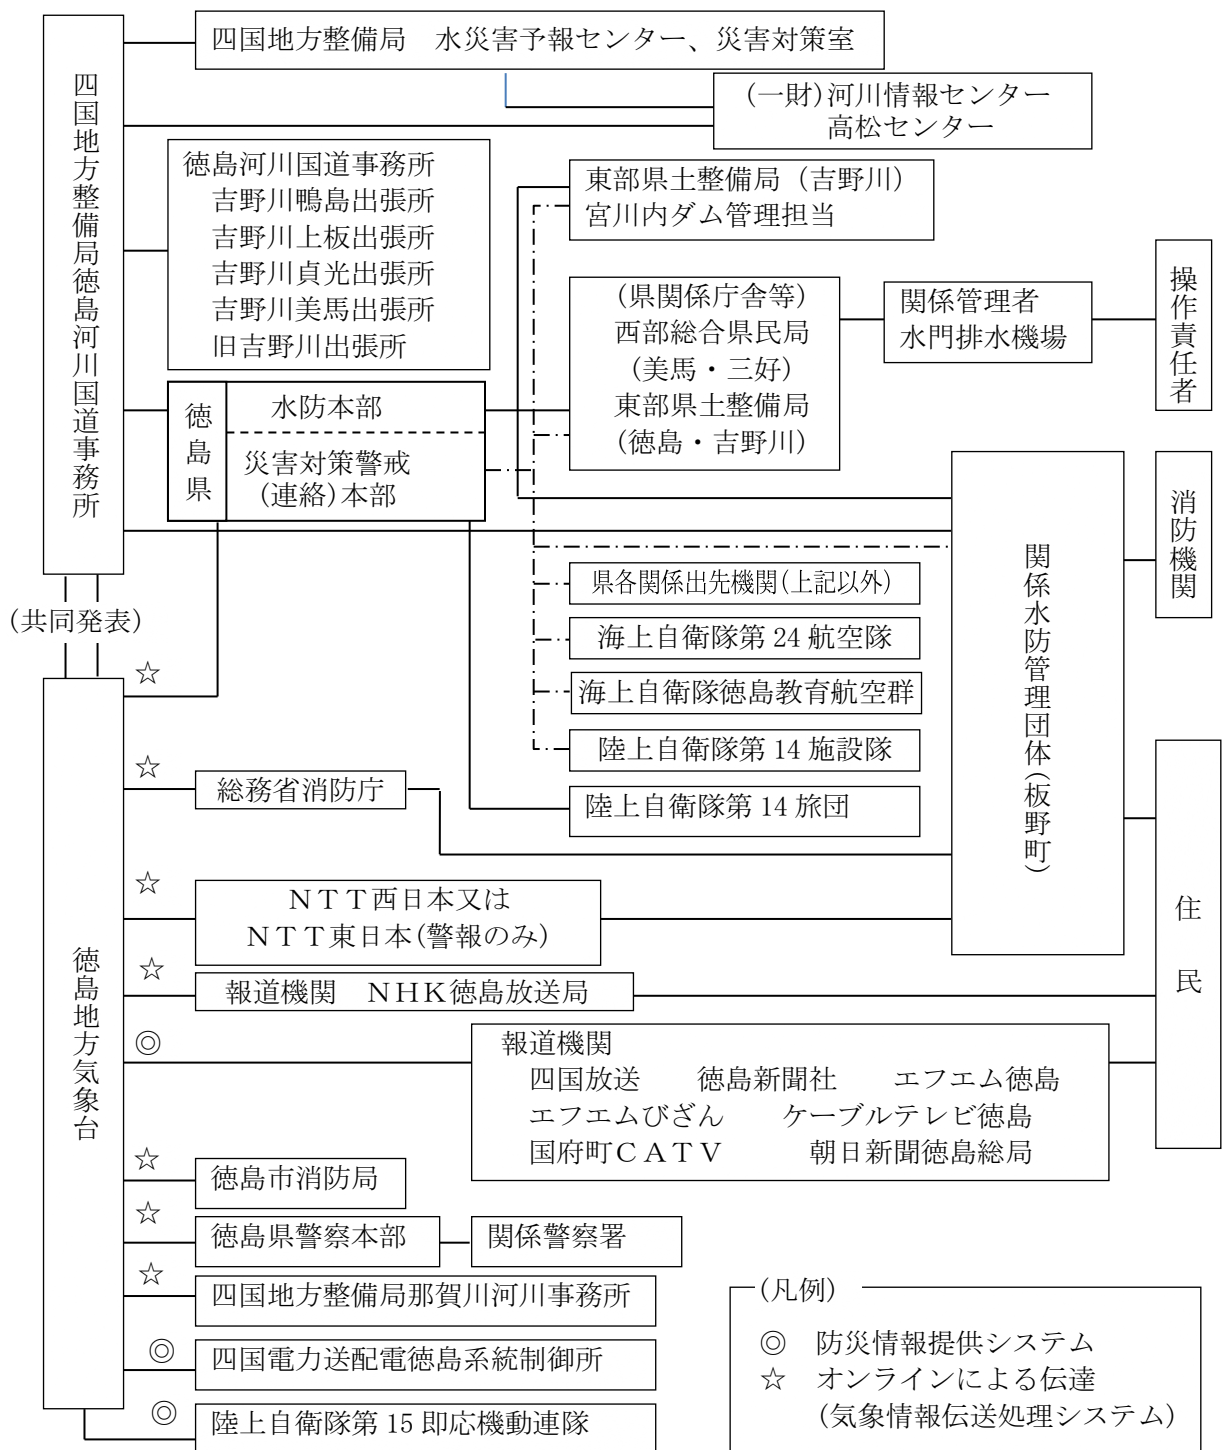 四国地方整備局　水災害予報センター、災害対策室
(一財)河川情報センター
高松センター
四国地方整備局徳島河川国道事務所
徳島河川国道事務所
吉野川鴨島出張所
吉野川上板出張所
吉野川貞光出張所
吉野川美馬出張所
旧吉野川出張所
東部県土整備局（吉野川）
宮川内ダム管理担当
(県関係庁舎等)
西部総合県民局
(美馬・三好)
東部県土整備局
(徳島・吉野川)
関係管理者
水門排水機場
操作責任者
徳島県
水防本部
災害対策警戒
(連絡)本部
関係水防管理団体(板野町)
消防機関
県各関係出先機関(上記以外)
海上自衛隊第 24 航空隊
海上自衛隊徳島教育航空群
陸上自衛隊第 14 施設隊
陸上自衛隊第 14 旅団
(共同発表)
徳島地方気象台
☆
☆
総務省消防庁
☆
ＮＴＴ西日本又は
ＮＴＴ東日本(警報のみ)
☆
報道機関　ＮＨＫ徳島放送局
住民
◎
報道機関
四国放送　　徳島新聞社　　エフエム徳島
エフエムびざん　　ケーブルテレビ徳島
国府町ＣＡＴＶ　　朝日新聞徳島総局
☆
徳島市消防局
☆
徳島県警察本部
関係警察署
☆
四国地方整備局那賀川河川事務所
◎
四国電力送配電徳島系統制御所
◎
陸上自衛隊第 15 即応機動連隊
(凡例)
◎　防災情報提供システム
☆　オンラインによる伝達
(気象情報伝送処理システム)